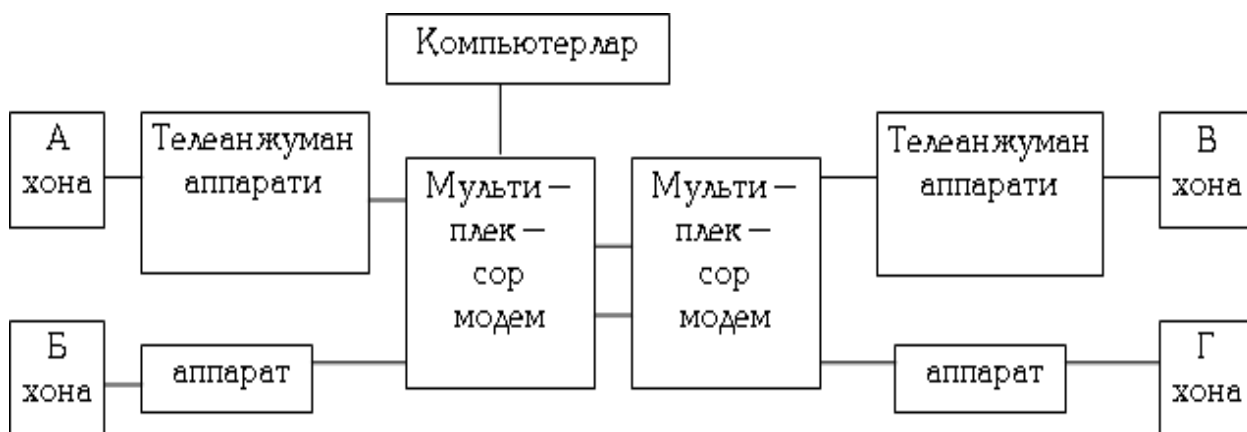 Компьютерлар
А
хона
Телеанжуман
аппарати
Мульти –
плек –
сор
модем
Мульти –
плек –
сор
модем
Телеанжуман
аппарати
В
хона
Б
хона
аппарат
аппарат
Г
хона